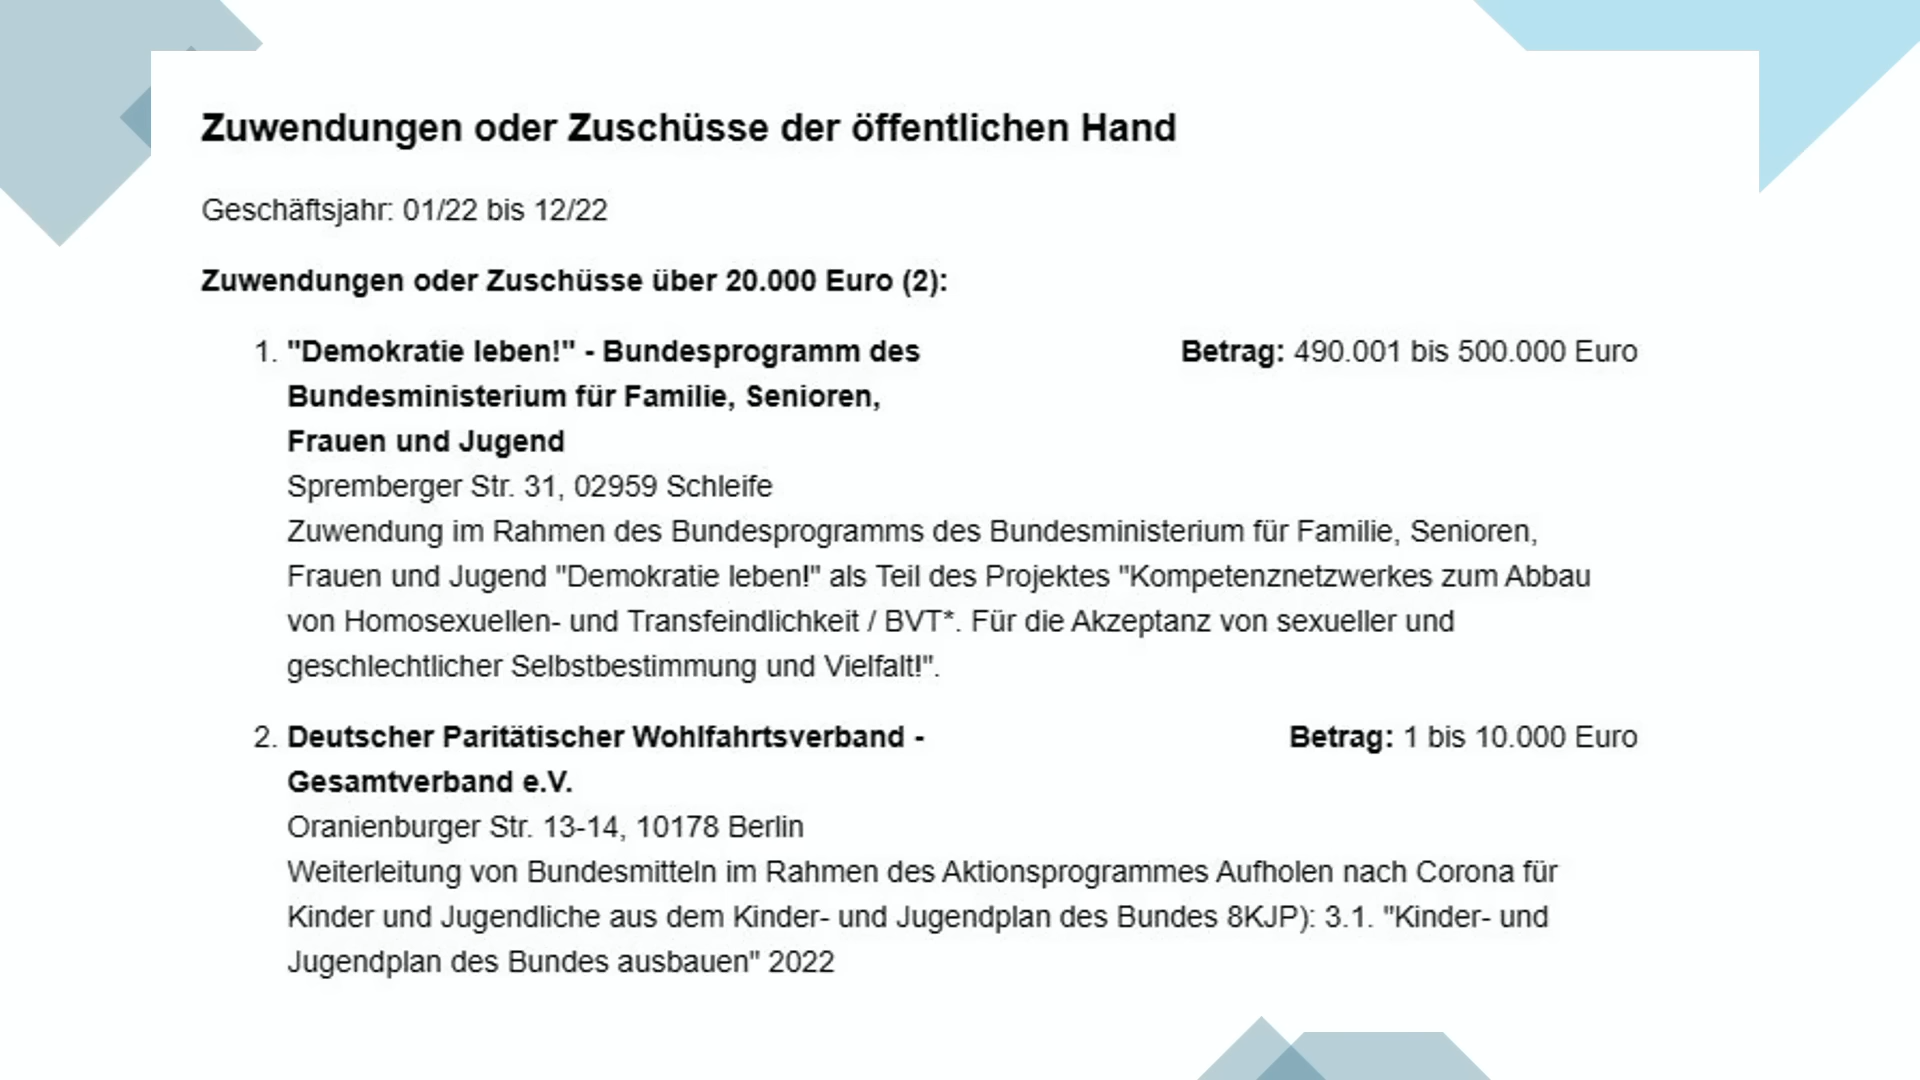 Zuwendungen oder Zuschüsse der öffentlichen Hand
Geschäftsjahr: 01/22 bis 12/22
Zuwendungen oder Zuschüsse über 20.000 Euro (2):
1. "Demokratie leben!" - Bundesprogramm des Betrag: 490.001 bis 500.000 Euro
Bundesministerium für Familie, Senioren,
Frauen und Jugend
Spremberger Str. 31, 02959 Schleife
Zuwendung im Rahmen des Bundesprogramms des Bundesministerium für Familie, Senioren,
Frauen und Jugend "Demokratie leben!" als Teil des Projektes "Kompetenznetzwerkes zum Abbau
von Homosexuellen- und Transfeindlichkeit / BVT*. Für die Akzeptanz von sexueller und
geschlechtlicher Selbstbestimmung und Vielfalt!".
2. Deutscher Paritätischer Wohlfahrtsverband - Betrag: 1 bis 10.000 Euro
Gesamtverband e.V.
Oranienburger Str. 13-14, 10178 Berlin
Weiterleitung von Bundesmitteln im Rahmen des Aktionsprogrammes Aufholen nach Corona für
Kinder und Jugendliche aus dem Kinder- und Jugendplan des Bundes 8KJP): 3.1. "Kinder- und
Jugendplan des Bundes ausbauen" 2022